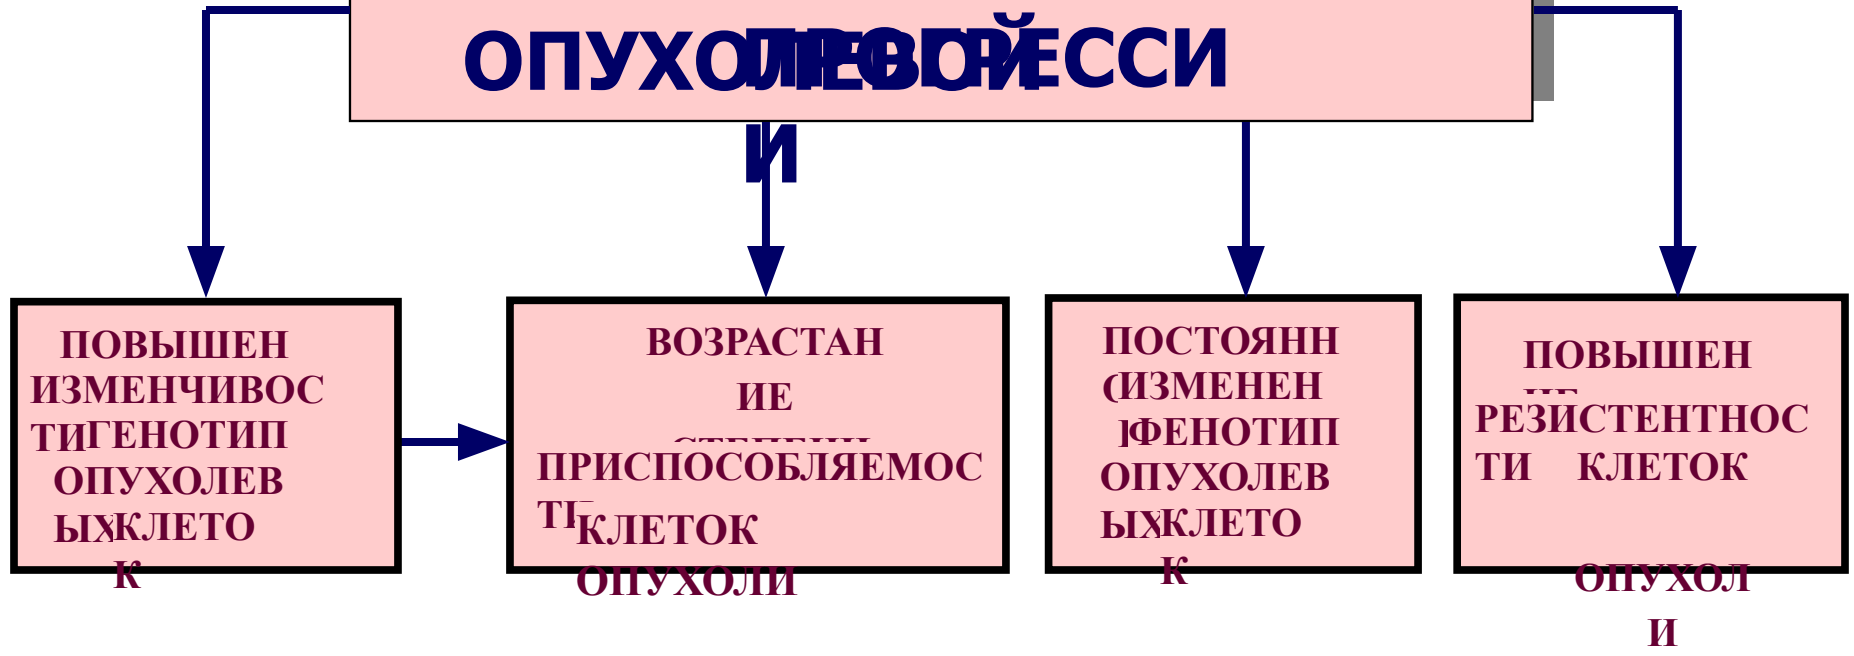 ОПУХОЛЕВОЙ
ПРОГРЕССИ
И
ПОВЫШЕН
ИЗМЕНЧИВОС
ТИ
ГЕНОТИП
ОПУХОЛЕВ
ЫХ
КЛЕТО
К
ВОЗРАСТАН
ИЕ
ПРИСПОСОБЛЯЕМОС
КЛЕТОК
ОПУХОЛИ
ПОСТОЯНН
ИЗМЕНЕН
ФЕНОТИП
ОПУХОЛЕВ
ЫХ
КЛЕТО
К
ПОВЫШЕН
РЕЗИСТЕНТНОС
ТИ КЛЕТОК
ОПУХОЛ
И